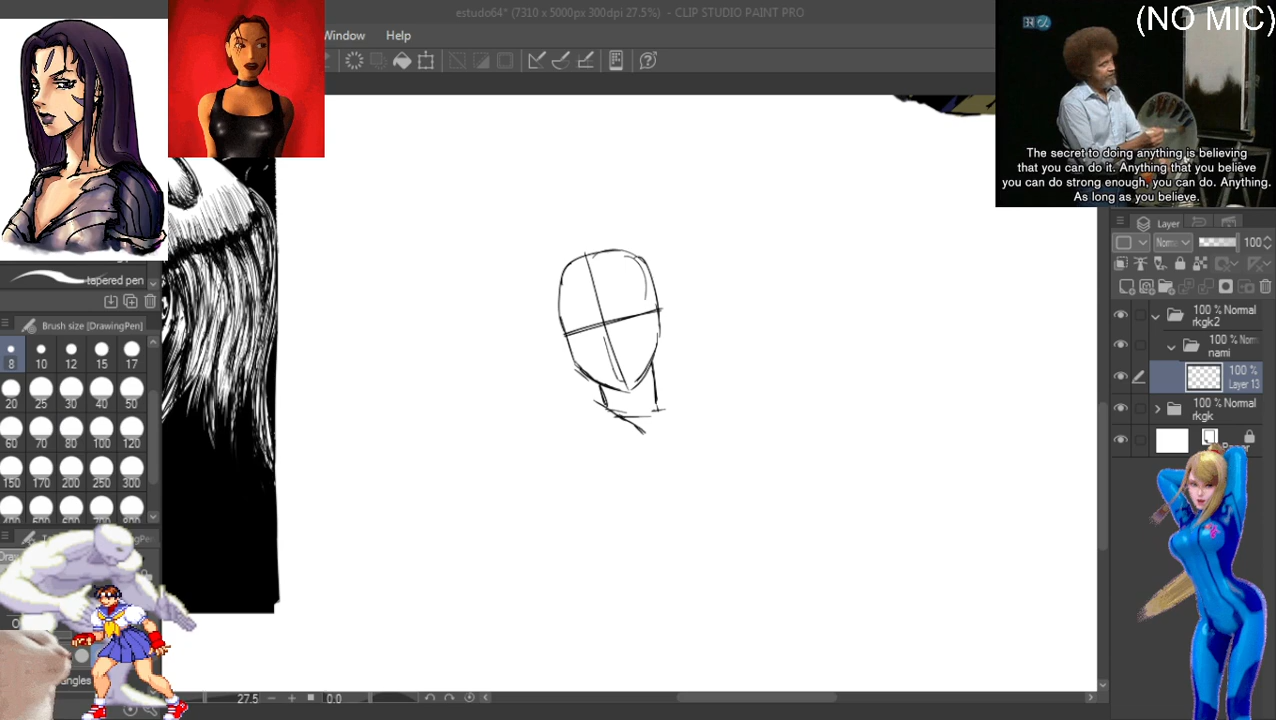 estudo64* (7310 x 5000px 300dpi 27.5%) - CLIP STUDIO PAINT PRO
(NO MIC)
Window Help
The secret to doing anything is believing
that you can do it. Anything that you believe
you can do strong enough, you can do. Anything.
As long as you believe.
tapered pen
Brush size [DrawingPen]
8 10 12 15 17
20 25 30 40 50
60 70 80 100 120
150 170 200 250 300
Layer
100
100 % Normal
rkgk2
100 %
nami
100 %
Layer 13
100 % Normal
rkgk
angles
27.5
0.0